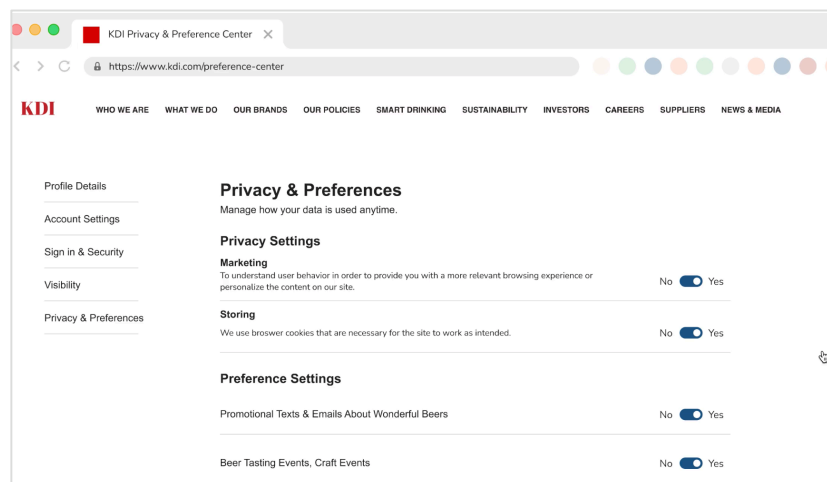 KDI Privacy & Preference Center
https://www.kdi.com/preference-center
KDI WHO WE ARE WHAT WE DO OUR BRANDS OUR POLICIES SMART DRINKING SUSTAINABILITY INVESTORS CAREERS SUPPLIERS NEWS & MEDIA
Profile Details
Account Settings
Sign in & Security
Visibility
Privacy & Preferences
Privacy & Preferences
Manage how your data is used anytime.
Privacy Settings
Marketing
To understand user behavior in order to provide you with a more relevant browsing experience or
personalize the content on our site.
No Yes
Storing
We use broswer cookies that are necessary for the site to work as intended.
No Yes
Preference Settings
Promotional Texts & Emails About Wonderful Beers
No Yes
Beer Tasting Events, Craft Events
No Yes